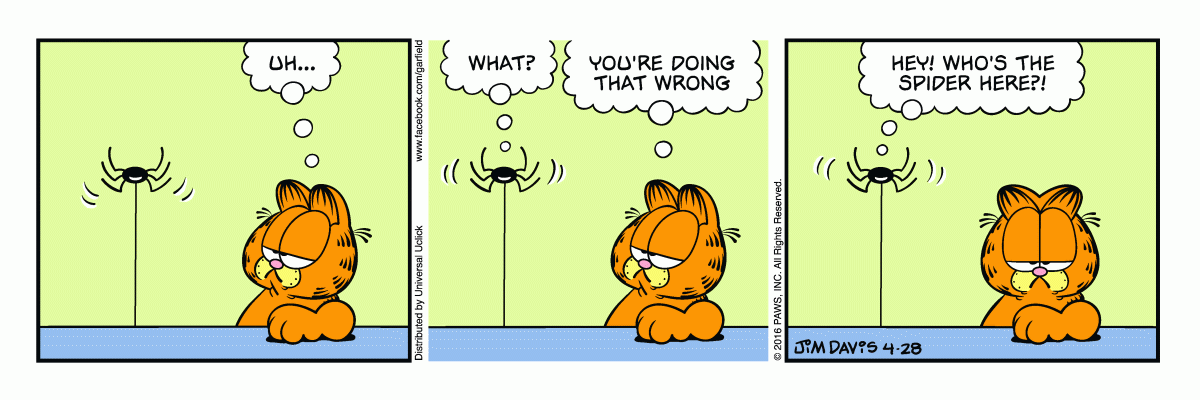 UH...
www.facebook.com/garfield
Distributed by Universal Uclick
WHAT?
YOU'RE DOING
THAT WRONG
© 2016 PAWS, INC. All Rights Reserved.
HEY! WHO'S THE
SPIDER HERE?!
JIM DAVIS 4-28